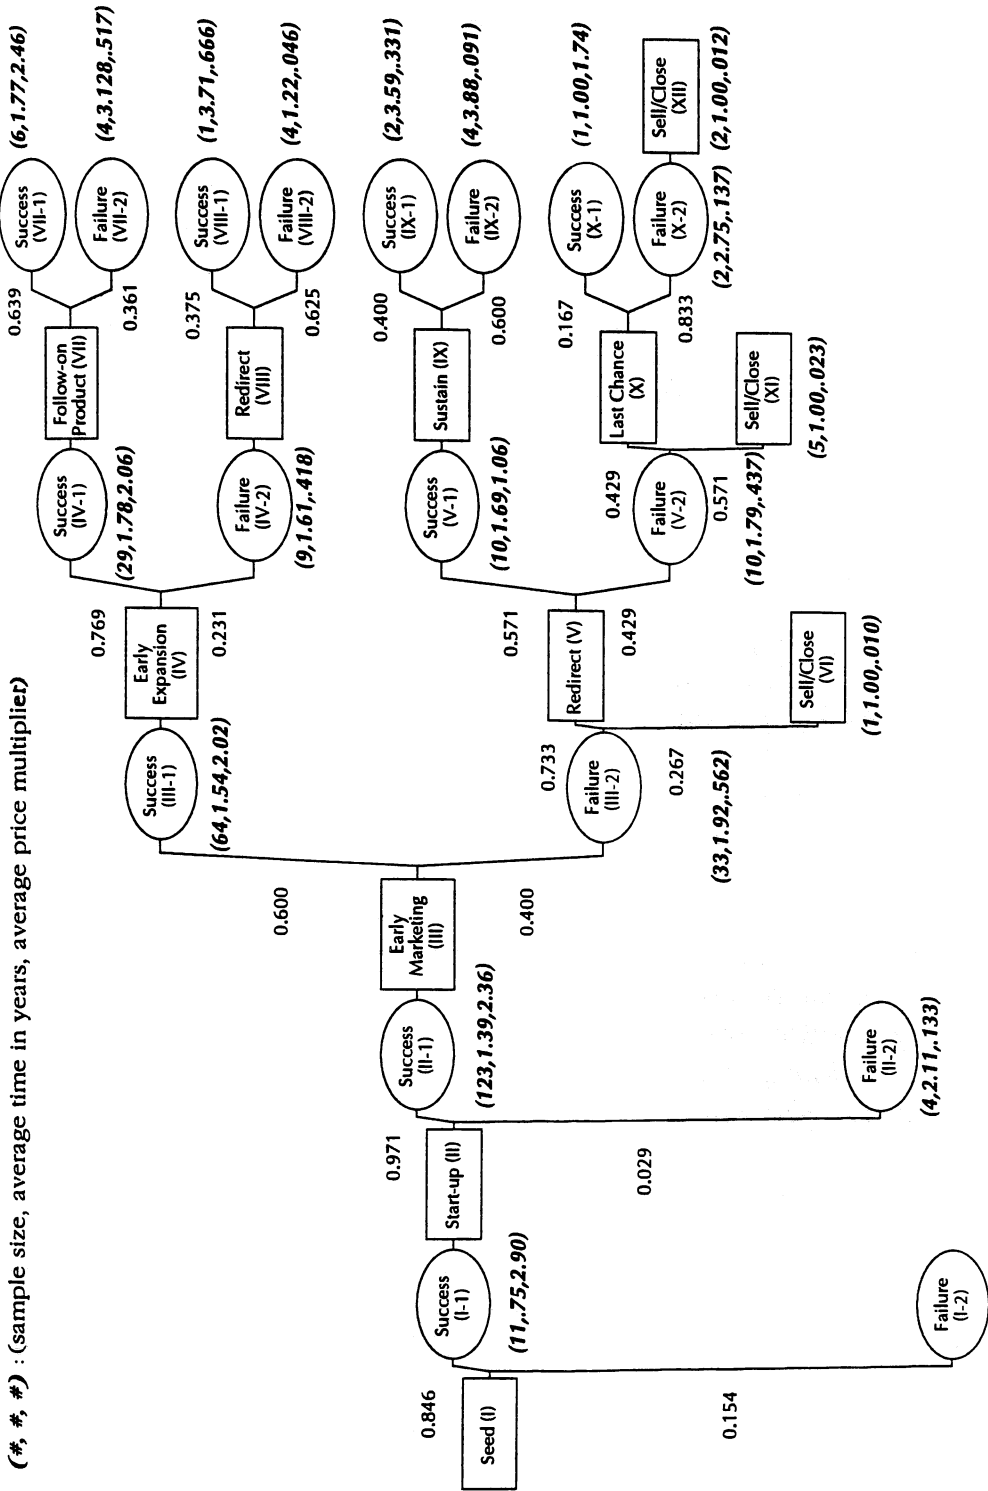 (#, #, #) : (sample size, average time in years, average price multiplier)
Seed (I)
0.846
0.154
Success
(I-1)
(11,.75,2.90)
Failure
(I-2)
Start-up (II)
0.971
0.029
Success
(II-1)
(123,1.39,2.36)
Failure
(II-2)
(4,2.11,.133)
Early
Marketing
(III)
0.600
0.400
Success
(III-1)
(64,1.54,2.02)
Failure
(III-2)
(33,1.92,.562)
0.733
0.267
Early
Expansion
(IV)
0.769
0.231
Redirect (V)
0.571
0.429
Sell/Close
(VI)
(1,1.00,.010)
Success
(IV-1)
(29,1.78,2.06)
Failure
(IV-2)
(9,1.61,.418)
Success
(V-1)
(10,1.69,1.06)
Failure
(V-2)
(10,1.79,.437)
0.429
0.571
Follow-on
Product (VII)
0.639
0.361
Redirect
(VIII)
0.375
0.625
Sustain (IX)
0.400
0.600
Last Chance
(X)
0.167
0.833
Sell/Close
(XI)
(5,1.00,.023)
Success
(VII-1)
(6,1.77,2.46)
Failure
(VII-2)
(4,3.128,.517)
Success
(VIII-1)
(1,3.71,.666)
Failure
(VIII-2)
(4,1.22,.046)
Success
(IX-1)
(2,3.59,.331)
Failure
(IX-2)
(4,3.88,.091)
Success
(X-1)
(1,1.00,1.74)
Failure
(X-2)
(2,2.75,.137)
Sell/Close
(XII)
(2,1.00,.012)